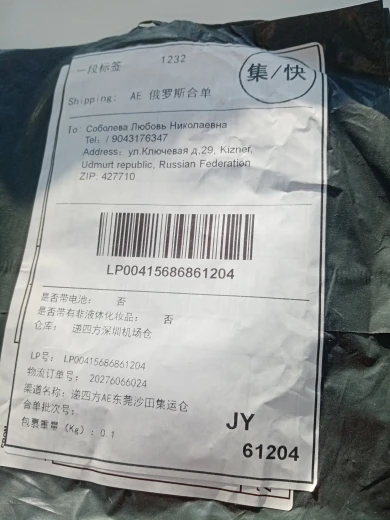 一段标签 1232
集/快
Shipping: AE 俄罗斯合单
To: Соболева Любовь Николаевна
Tel: / 9043176347
Address: ул.Ключевая д.29, Kizner,
Udmurt republic, Russian Federation
ZIP: 427710
LP00415686861204
是否带电池: 否
是否带有非液体化妆品: 否
仓库: 递四方深圳机场仓
LP号: LP00415686861204
物流订单号: 20276066024
渠道名称: 递四方AE东莞沙田集运仓
合单批次号:
包裹重量 (Kg) : 0.1
JY
61204